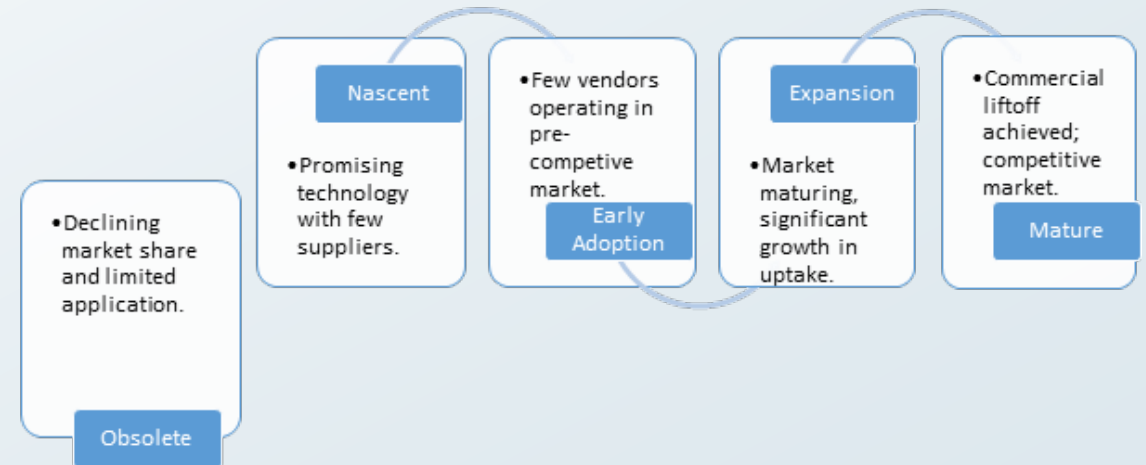 •Declining
market share
and limited
application.
Obsolete
Nascent
•Promising
technology
with few
suppliers.
•Few vendors
operating in
pre-
competive
market.
Early
Adoption
Expansion
•Market
maturing,
significant
growth in
uptake.
•Commercial
liftoff
achieved;
competitive
market.
Mature